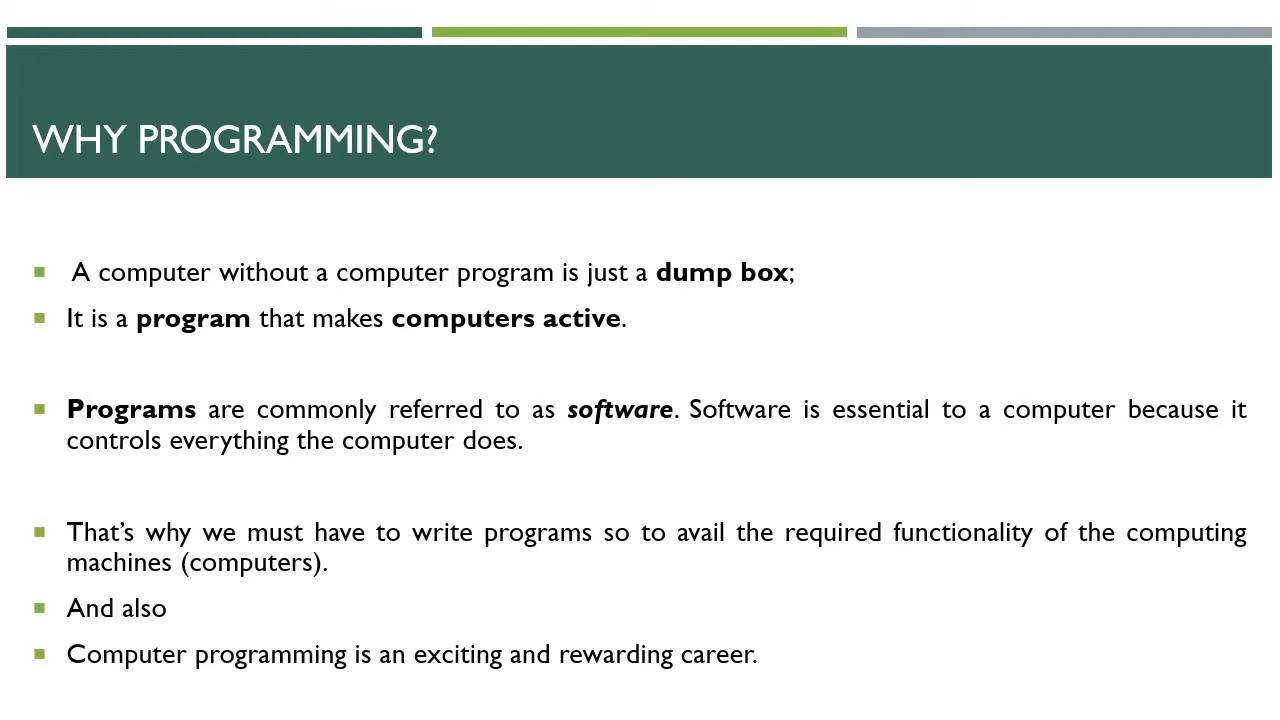 WHY PROGRAMMING?
A computer without a computer program is just a dump box;
It is a program that makes computers active.
Programs are commonly referred to as software. Software is essential to a computer because it
controls everything the computer does.
That’s why we must have to write programs so to avail the required functionality of the computing
machines (computers).
And also
Computer programming is an exciting and rewarding career.